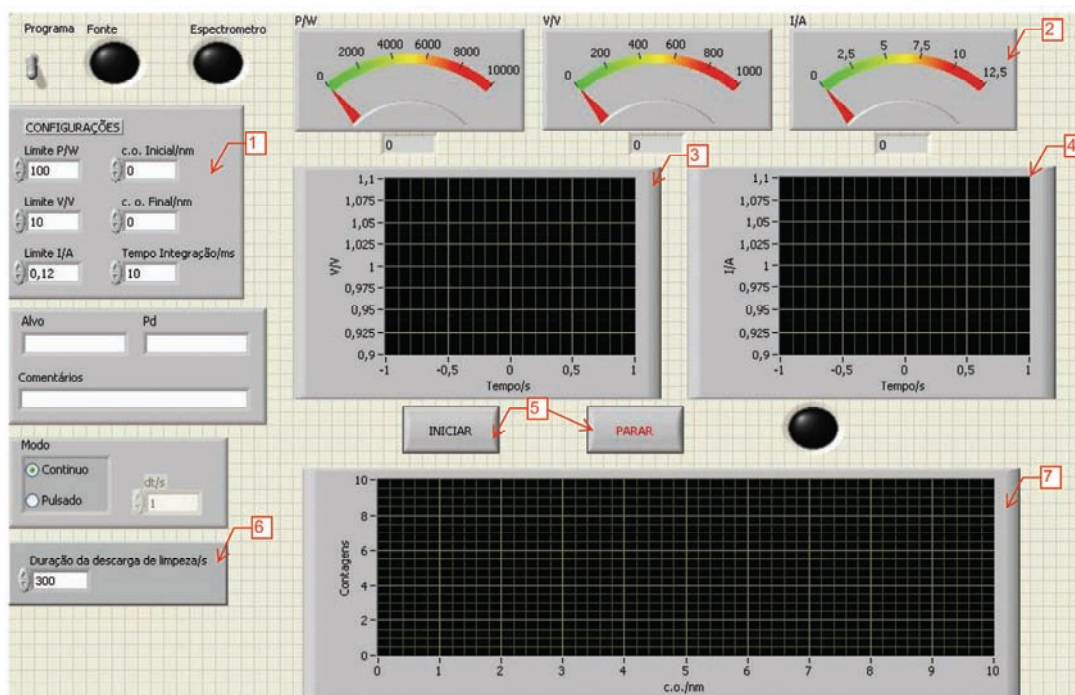 Programa Fonte Espectrometro
P/W
0 2000 4000 6000 8000 10000
0
V/V
0 200 400 600 800 1000
0
I/A
0 2,5 5 7,5 10 12,5
0
2
CONFIGURAÇÕES
1
Limite P/W c.o. Inicial/nm
100 0
Limite V/V c. o. Final/nm
10 0
Limite I/A Tempo Integração/ms
0,12 10
3
1,1
1,075
1,05
1,025
1
0,975
0,95
0,925
0,9
V/V
-1 -0,5 0 0,5 1
Tempo/s
4
1,1
1,075
1,05
1,025
1
0,975
0,95
0,925
0,9
I/A
-1 -0,5 0 0,5 1
Tempo/s
Alvo Pd
Comentários
INICIAR 5 PARAR
Modo
Continuo
Pulsado
dt/s
1
6
Duração da descarga de limpeza/s
300
7
10
8
6
4
2
0
Contagens
0 1 2 3 4 5 6 7 8 9 10
c.o./nm